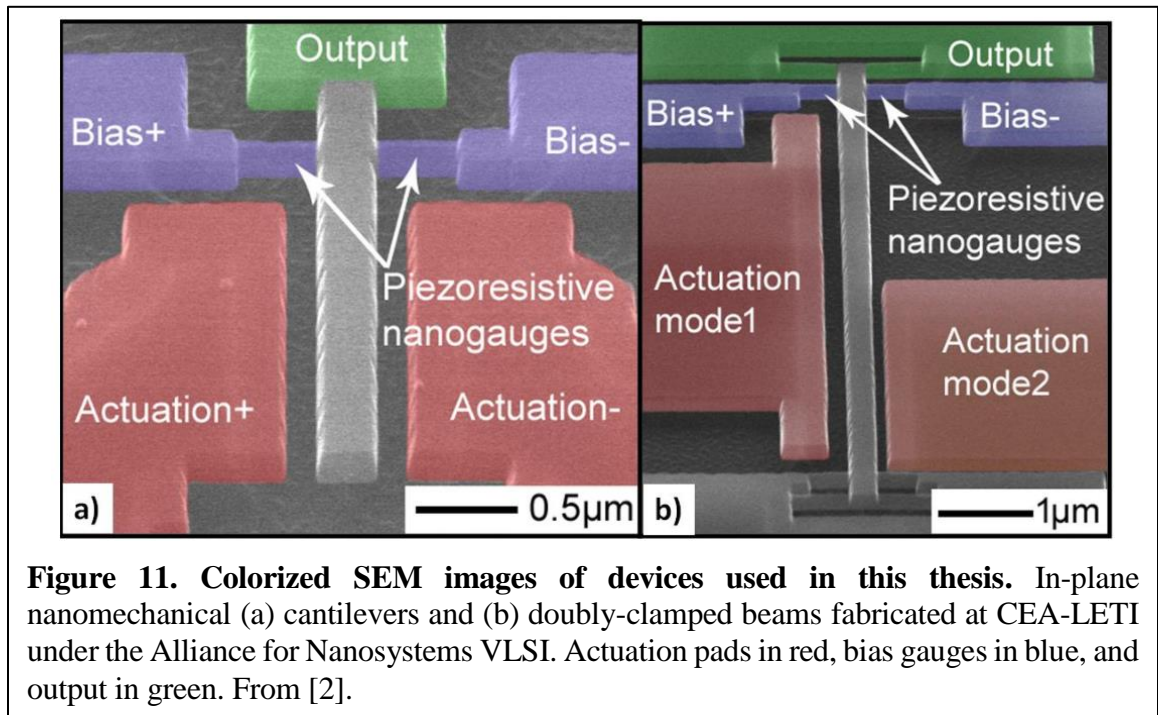 Output
Bias+
Bias-
Piezoresistive
nanogauges
Actuation+
Actuation-
a)
0.5μm
Output
Bias+
Bias-
Piezoresistive
nanogauges
Actuation
mode1
Actuation
mode2
b)
1μm
Figure 11. Colorized SEM images of devices used in this thesis. In-plane
nanomechanical (a) cantilevers and (b) doubly-clamped beams fabricated at CEA-LETI
under the Alliance for Nanosystems VLSI. Actuation pads in red, bias gauges in blue, and
output in green. From [2].